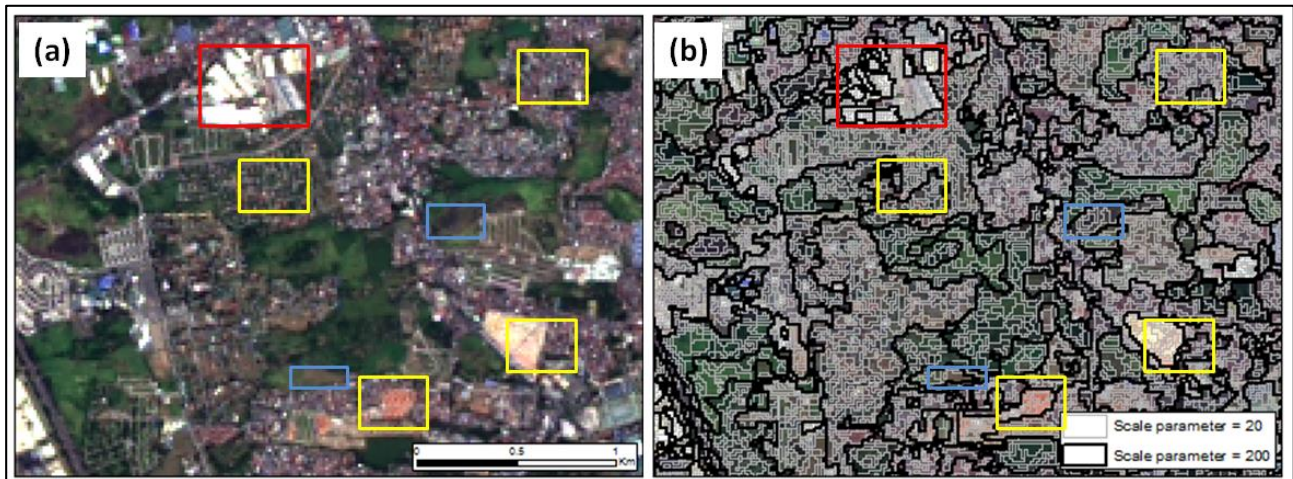 (a)
(b)
0 0.5 1
Km
Scale parameter = 20
Scale parameter = 200